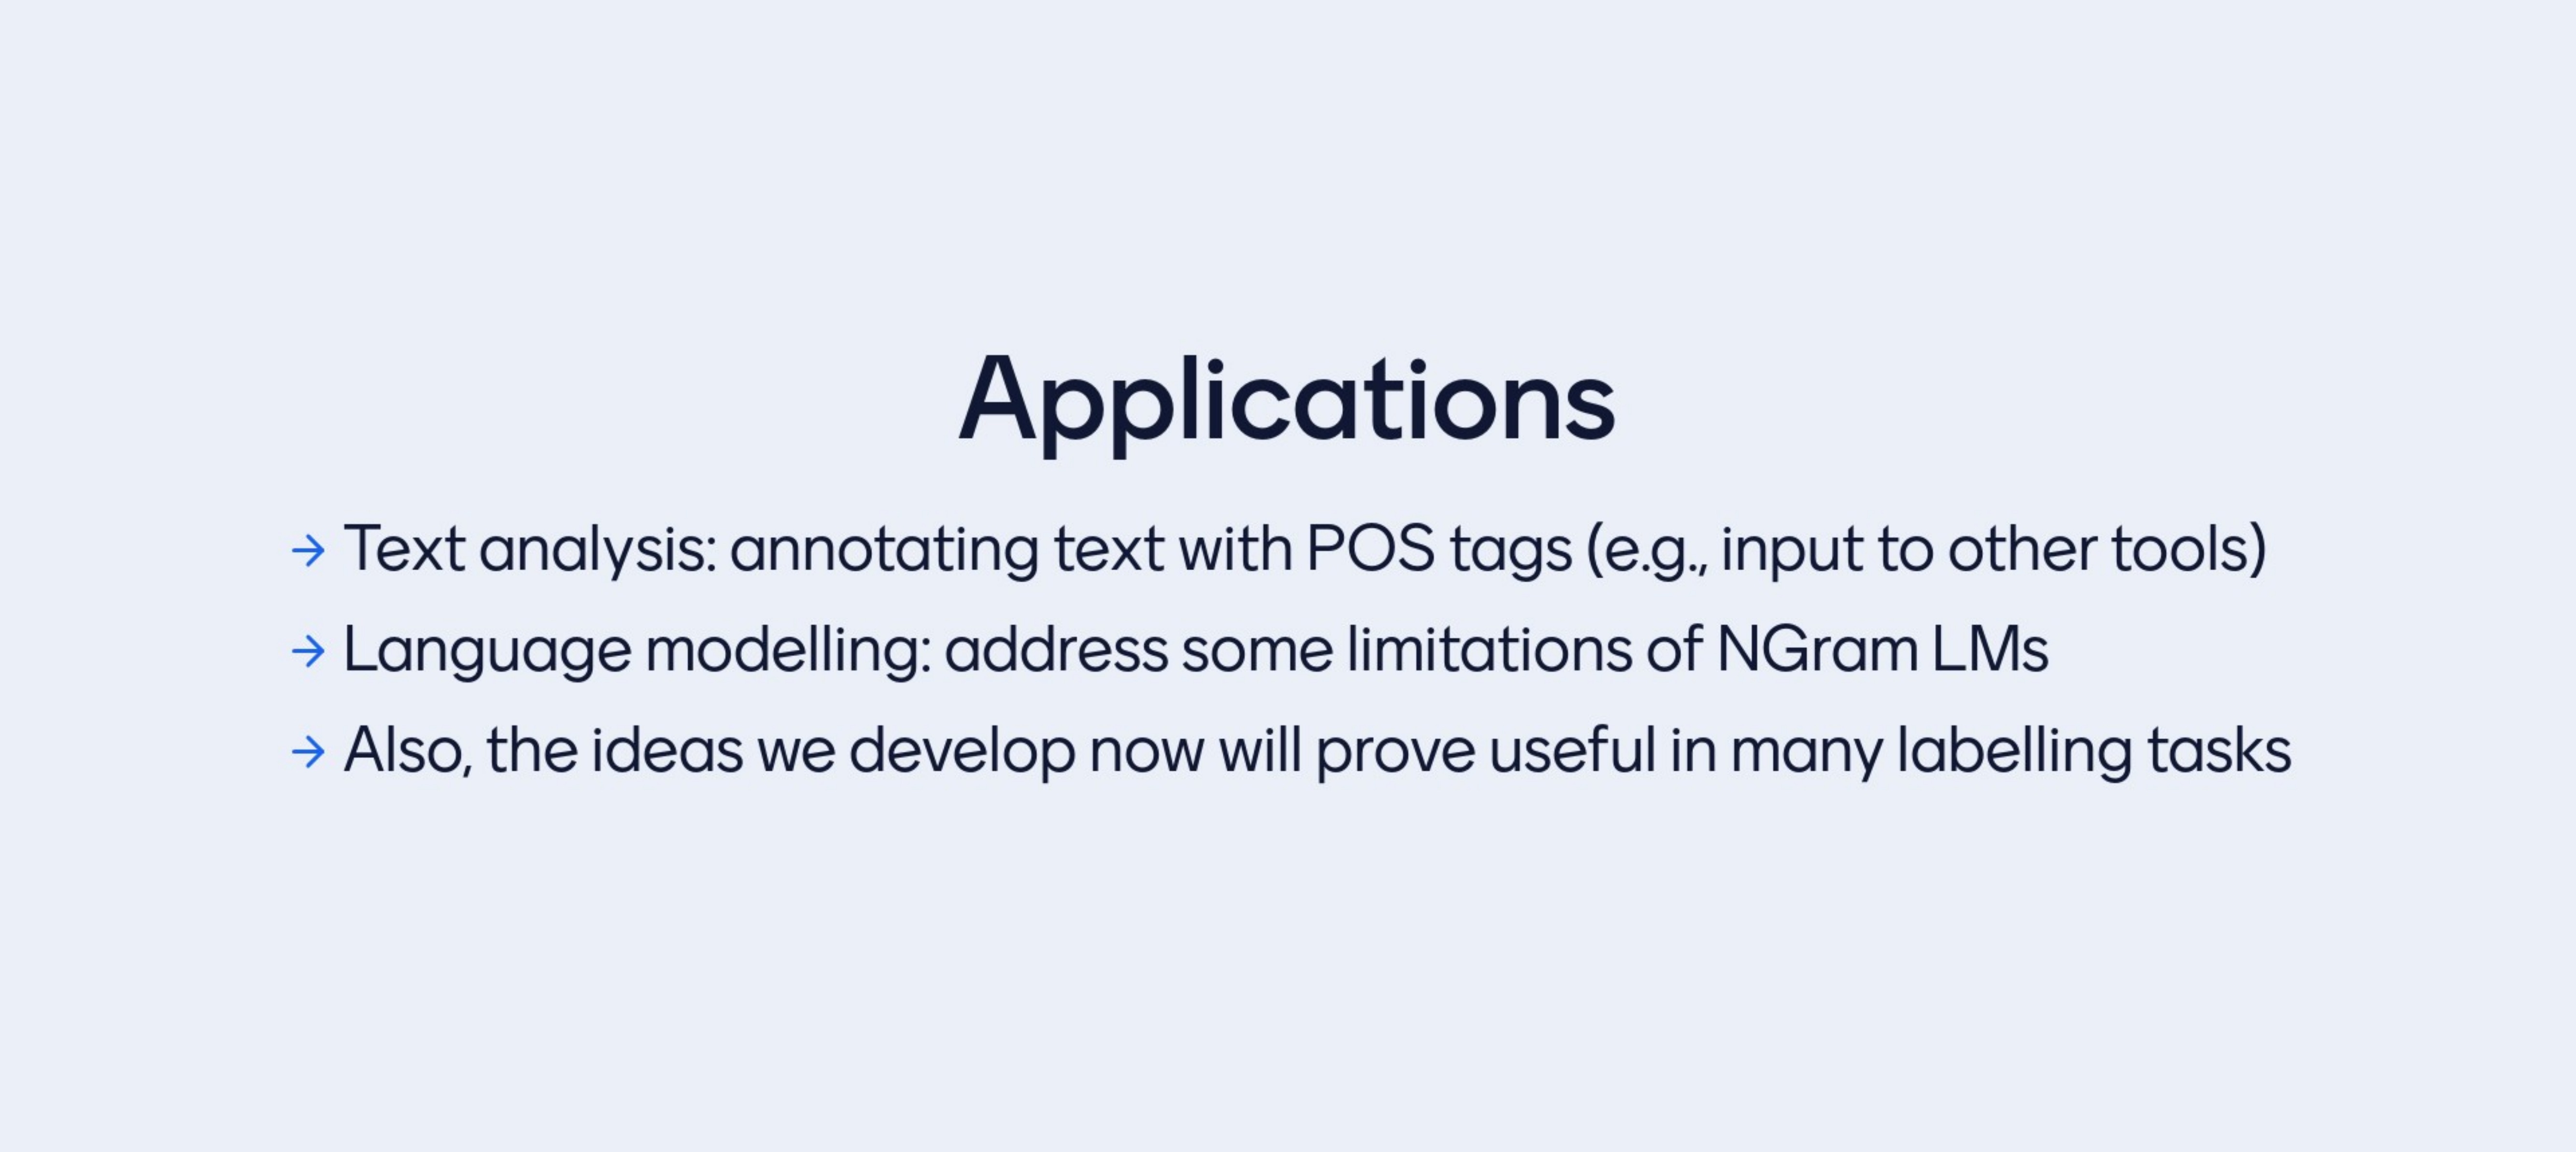 Applications
→ Text analysis: annotating text with POS tags (e.g., input to other tools)
→ Language modelling: address some limitations of NGram LMs
→ Also, the ideas we develop now will prove useful in many labelling tasks